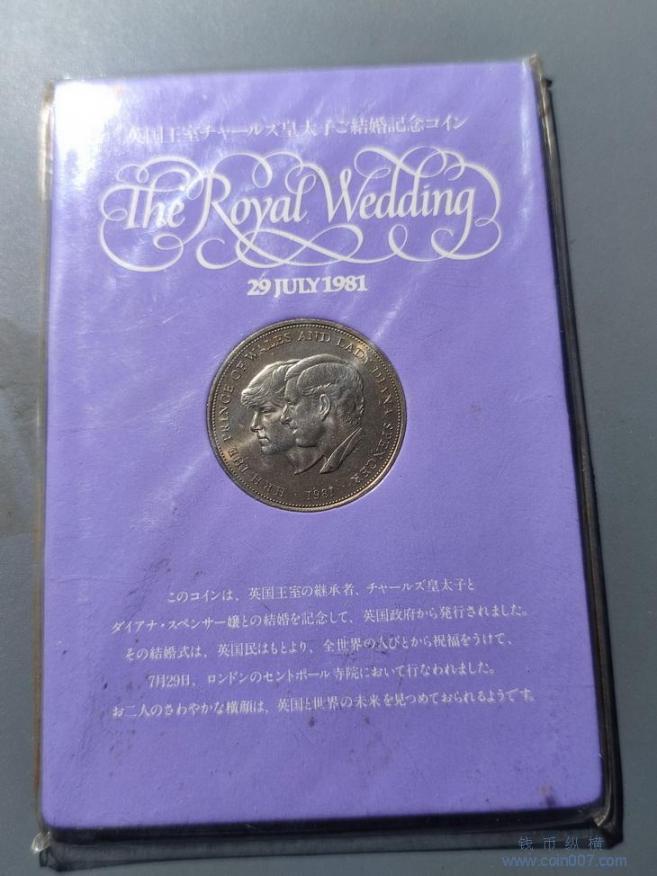 英国王室チャールズ皇太子ご結婚記念コイン
The Royal Wedding
29 JULY 1981
H.R.H. THE PRINCE OF WALES AND LADY DIANA SPENCER
· 1981 ·
このコインは、英国王室の継承者、チャールズ皇太子と
ダイアナ・スペンサー嬢との結婚を記念して、英国政府から発行されました。
その結婚式は、英国民はもとより、全世界の人びとから祝福をうけて、
7月29日、ロンドンのセントポール寺院において行なわれました。
お二人のさわやかな横顔は、英国と世界の未来を見つめておられるようです。
钱币纵横
www.coin007.com